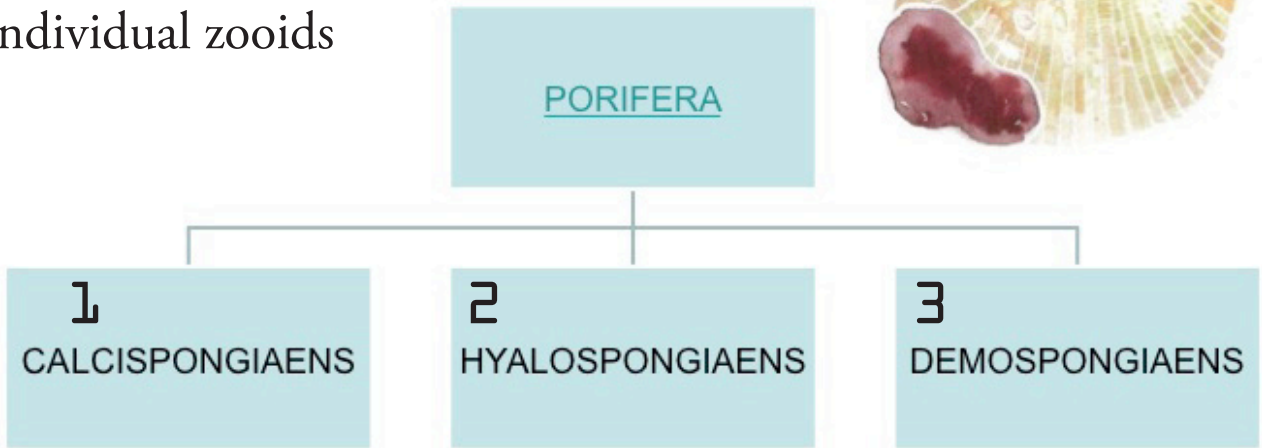 ndividual zooids
PORIFERA
1
CALCISPONGIAENS
2
HYALOSPONGIAENS
3
DEMOSPONGIAENS